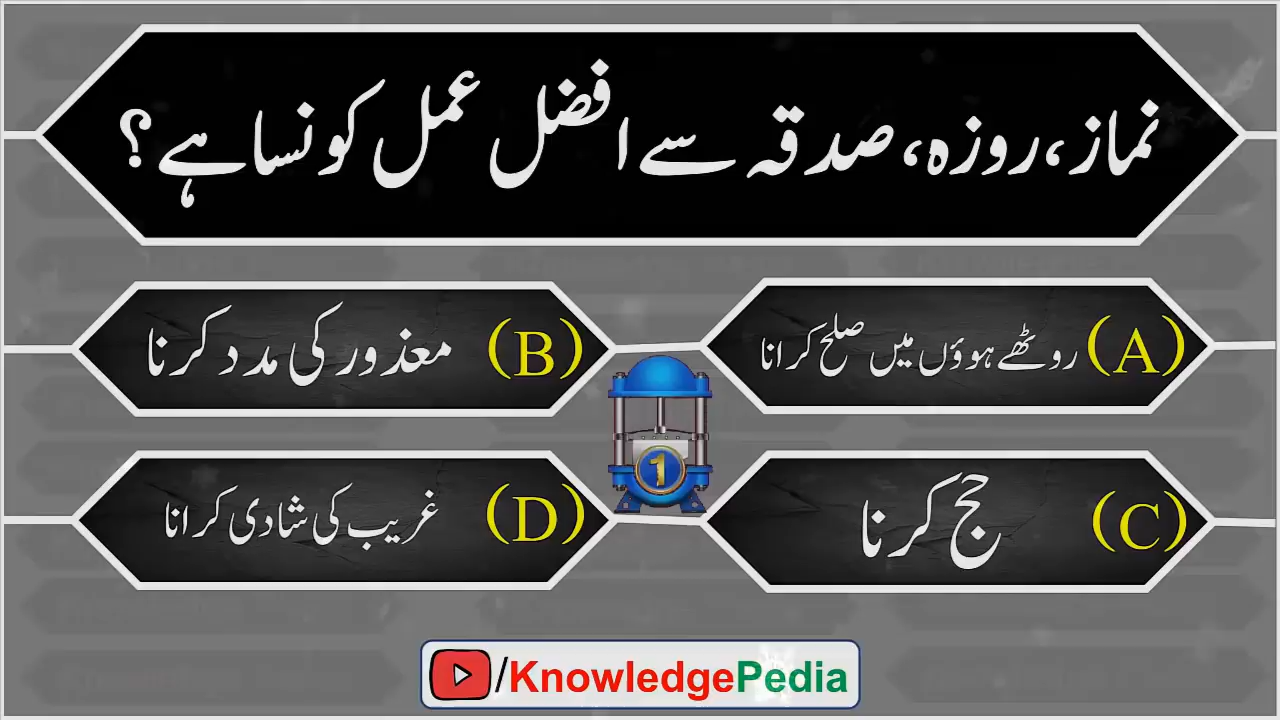 نماز، روزہ، صدقہ سے افضل عمل کونسا ہے؟
(A) روٹھے ہوؤں میں صلح کرانا
(B) معذور کی مدد کرنا
(C) حج کرنا
(D) غریب کی شادی کرانا
1
/KnowledgePedia